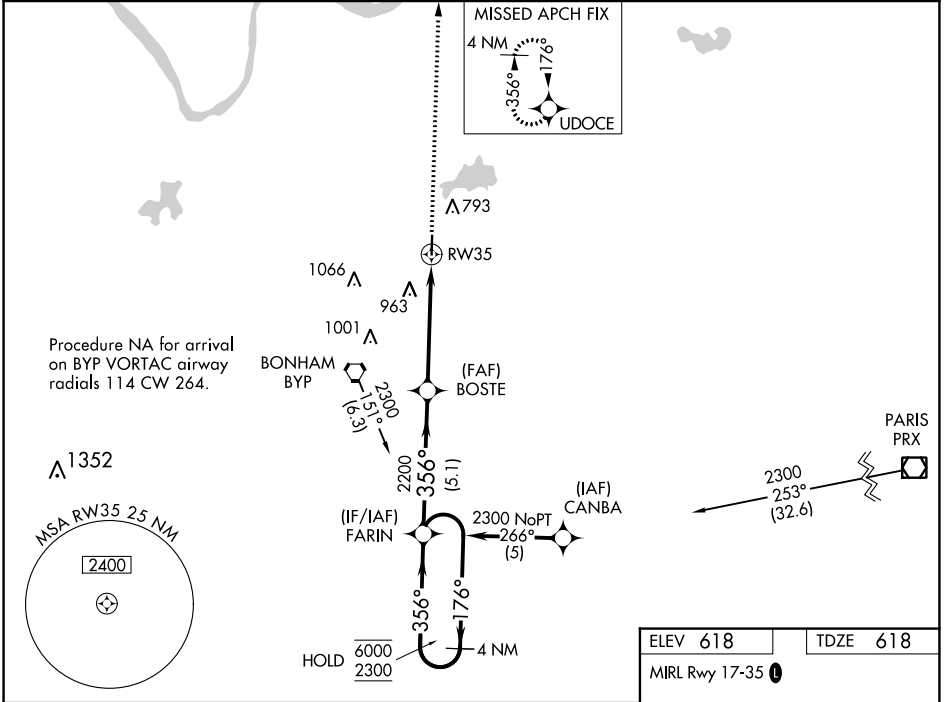 MISSED APCH FIX
4 NM
356°
176°
UDOCE
793
RW35
1066
963
1001
Procedure NA for arrival
on BYP VORTAC airway
radials 114 CW 264.
BONHAM
BYP
2300
151°
(6.3)
(FAF)
BOSTE
PARIS
PRX
1352
2200
356°
(5.1)
2300
253°
(32.6)
(IAF)
CANBA
MSA RW35 25 NM
2400
(IF/IAF)
FARIN
2300 NoPT
266°
(5)
356°
176°
HOLD
6000
2300
4 NM
ELEV 618
TDZE 618
MIRL Rwy 17-35 L